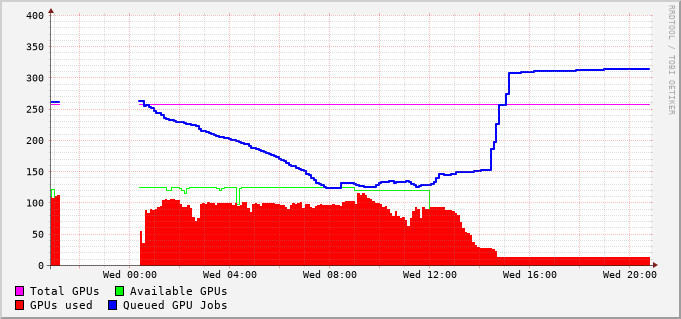 400
350
300
250
200
150
100
50
0
Wed 00:00 Wed 04:00 Wed 08:00 Wed 12:00 Wed 16:00 Wed 20:00
Total GPUs Available GPUs
GPUs used Queued GPU Jobs
RRDTOOL / TOBI OETIKER